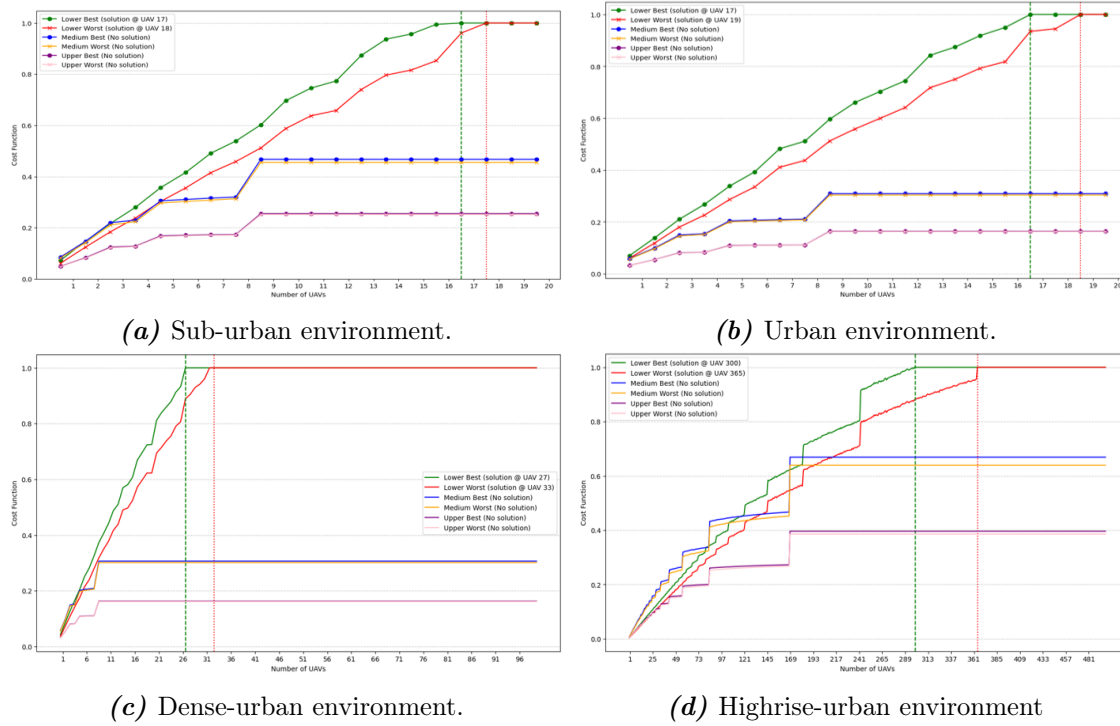 Lower Best (solution @ UAV 17)
Lower Worst (solution @ UAV 18)
Medium Best (No solution)
Medium Worst (No solution)
Upper Best (No solution)
Upper Worst (No solution)
Cost Function
1.0
0.8
0.6
0.4
0.2
0.0
1 2 3 4 5 6 7 8 9 10 11 12 13 14 15 16 17 18 19 20
Number of UAVs
(a) Sub-urban environment.
Lower Best (solution @ UAV 17)
Lower Worst (solution @ UAV 19)
Medium Best (No solution)
Medium Worst (No solution)
Upper Best (No solution)
Upper Worst (No solution)
Cost Function
1.0
0.8
0.6
0.4
0.2
0.0
1 2 3 4 5 6 7 8 9 10 11 12 13 14 15 16 17 18 19 20
Number of UAVs
(b) Urban environment.
Cost Function
1.0
0.8
0.6
0.4
0.2
0.0
Lower Best (solution @ UAV 27)
Lower Worst (solution @ UAV 33)
Medium Best (No solution)
Medium Worst (No solution)
Upper Best (No solution)
Upper Worst (No solution)
1 6 11 16 21 26 31 36 41 46 51 56 61 66 71 76 81 86 91 96
Number of UAVs
(c) Dense-urban environment.
Lower Best (solution @ UAV 300)
Lower Worst (solution @ UAV 365)
Medium Best (No solution)
Medium Worst (No solution)
Upper Best (No solution)
Upper Worst (No solution)
Cost Function
1.0
0.8
0.6
0.4
0.2
0.0
1 25 49 73 97 121 145 169 193 217 241 265 289 313 337 361 385 409 433 457 481
Number of UAVs
(d) Highrise-urban environment